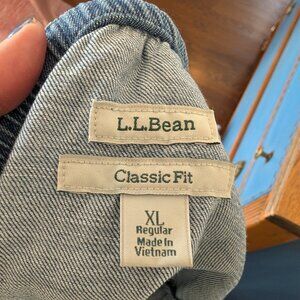 L.L.Bean
Classic Fit
XL
Regular
Made In
Vietnam